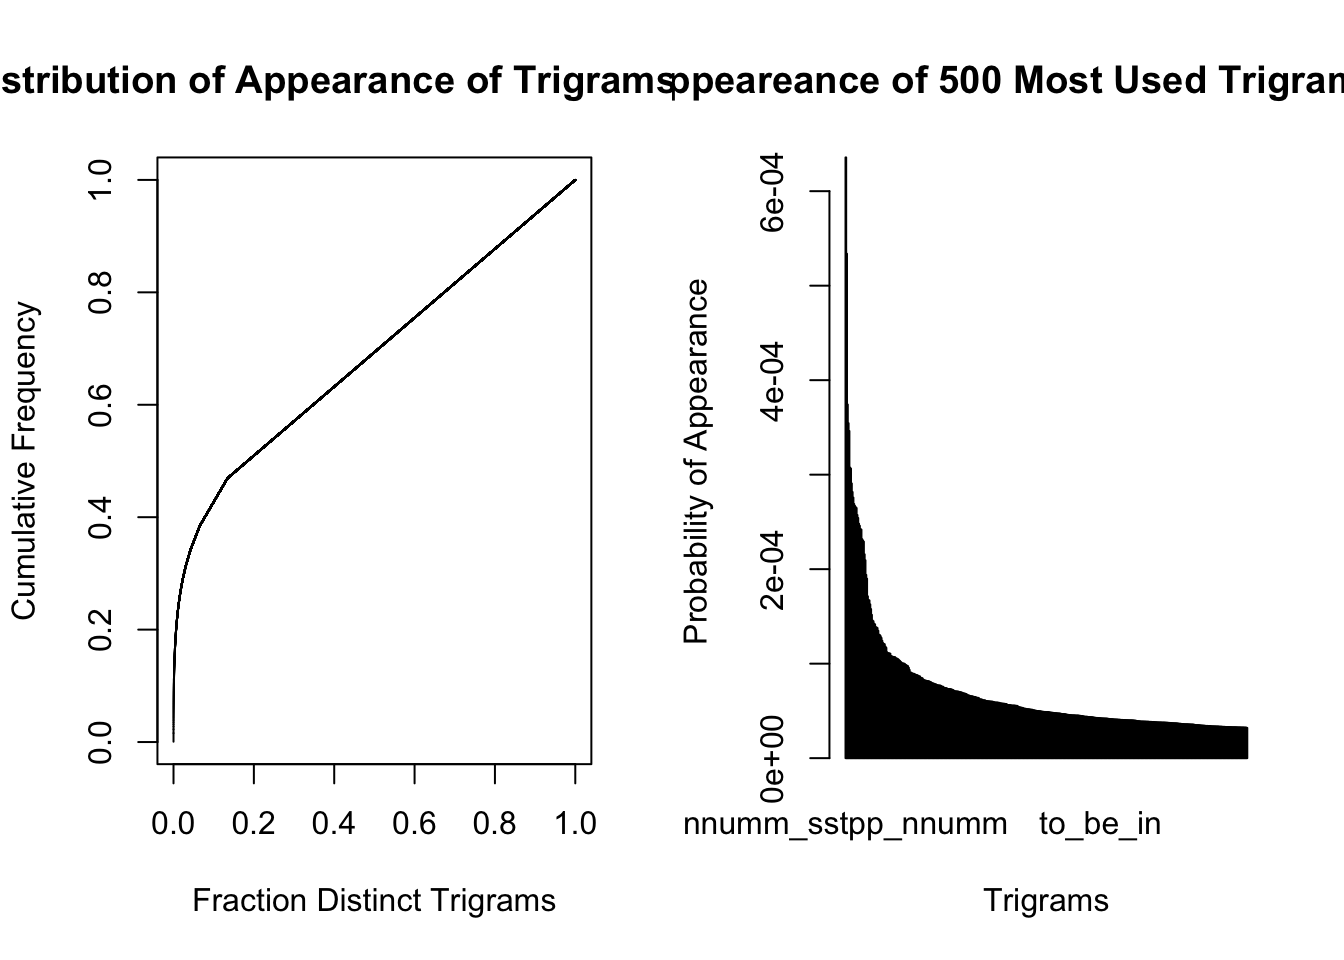 stribution of Appearance of Trigrams
Cumulative Frequency
1.0
0.8
0.6
0.4
0.2
0.0
0.0 0.2 0.4 0.6 0.8 1.0
Fraction Distinct Trigrams
ppeareance of 500 Most Used Trigram
Probability of Appearance
6e-04
4e-04
2e-04
0e+00
nnumm_sstpp_nnumm to_be_in
Trigrams